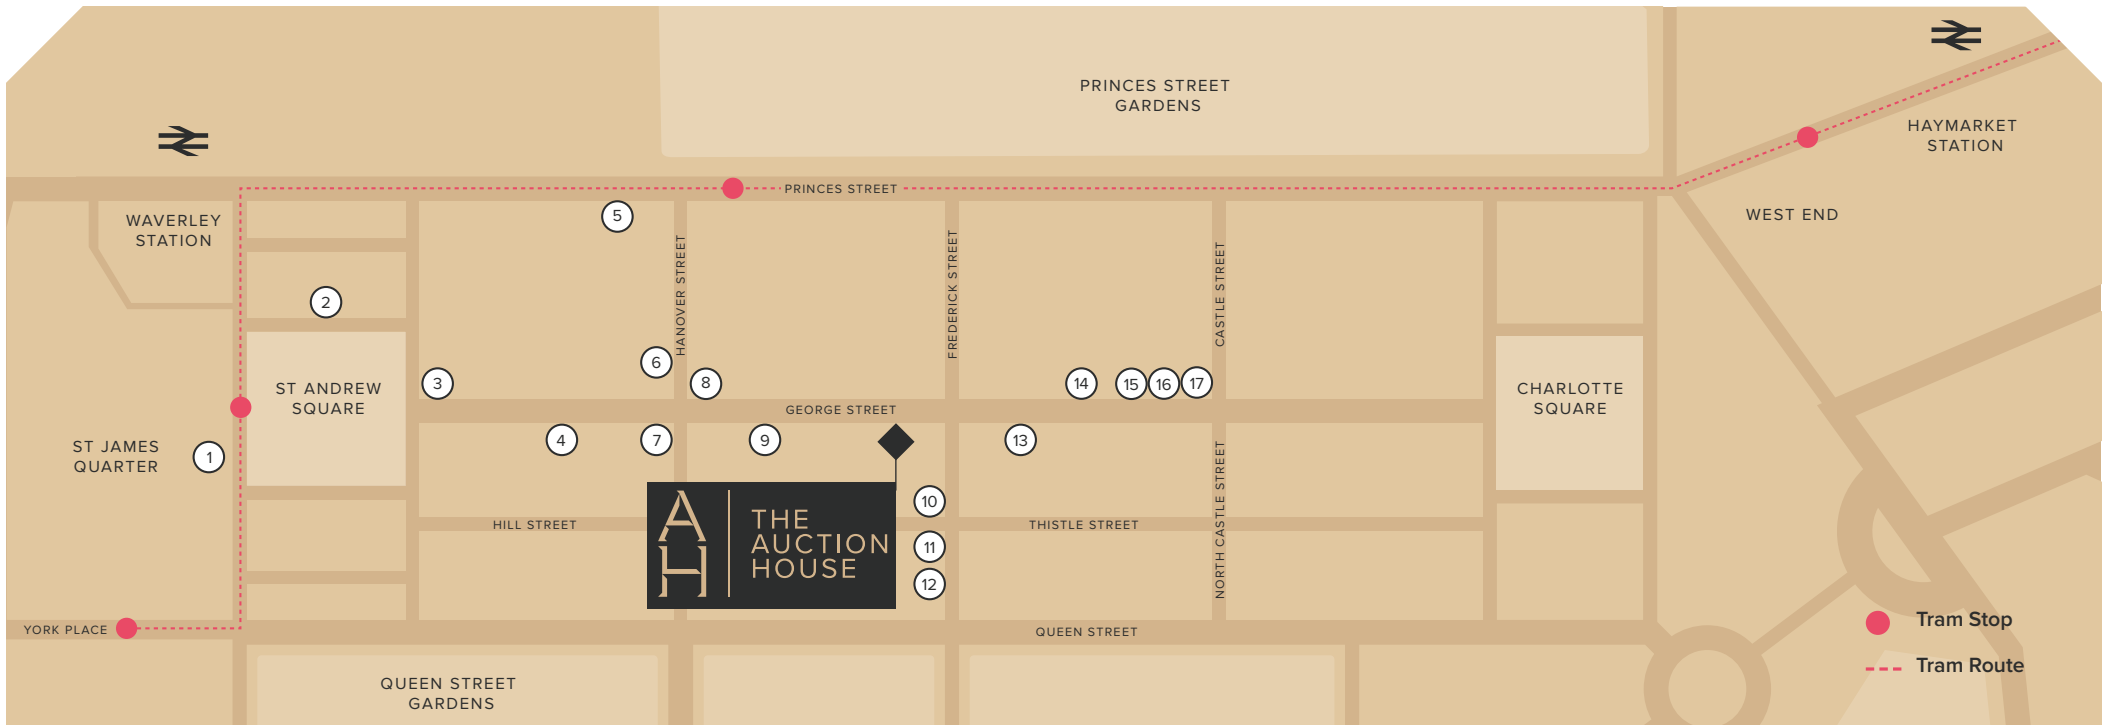 PRINCES STREET
GARDENS
HAYMARKET
STATION
PRINCES STREET
WAVERLEY
STATION
WEST END
5
HANOVER STREET
FREDERICK STREET
CASTLE STREET
2
6
3
8
14
15
16
17
ST ANDREW
SQUARE
CHARLOTTE
SQUARE
GEORGE STREET
4
7
9
13
ST JAMES
QUARTER
1
NORTH CASTLE STREET
10
HILL STREET
AH
THE
AUCTION
HOUSE
THISTLE STREET
11
12
YORK PLACE
QUEEN STREET
Tram Stop
Tram Route
QUEEN STREET
GARDENS